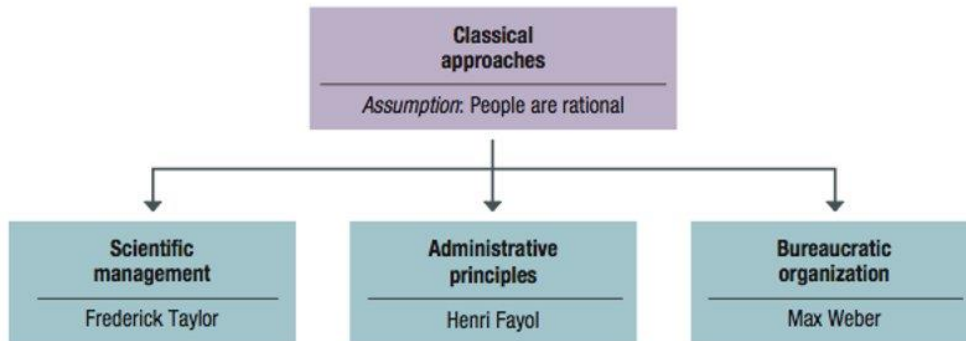 Classical
approaches
Assumption: People are rational
Scientific
management
Frederick Taylor
Administrative
principles
Henri Fayol
Bureaucratic
organization
Max Weber